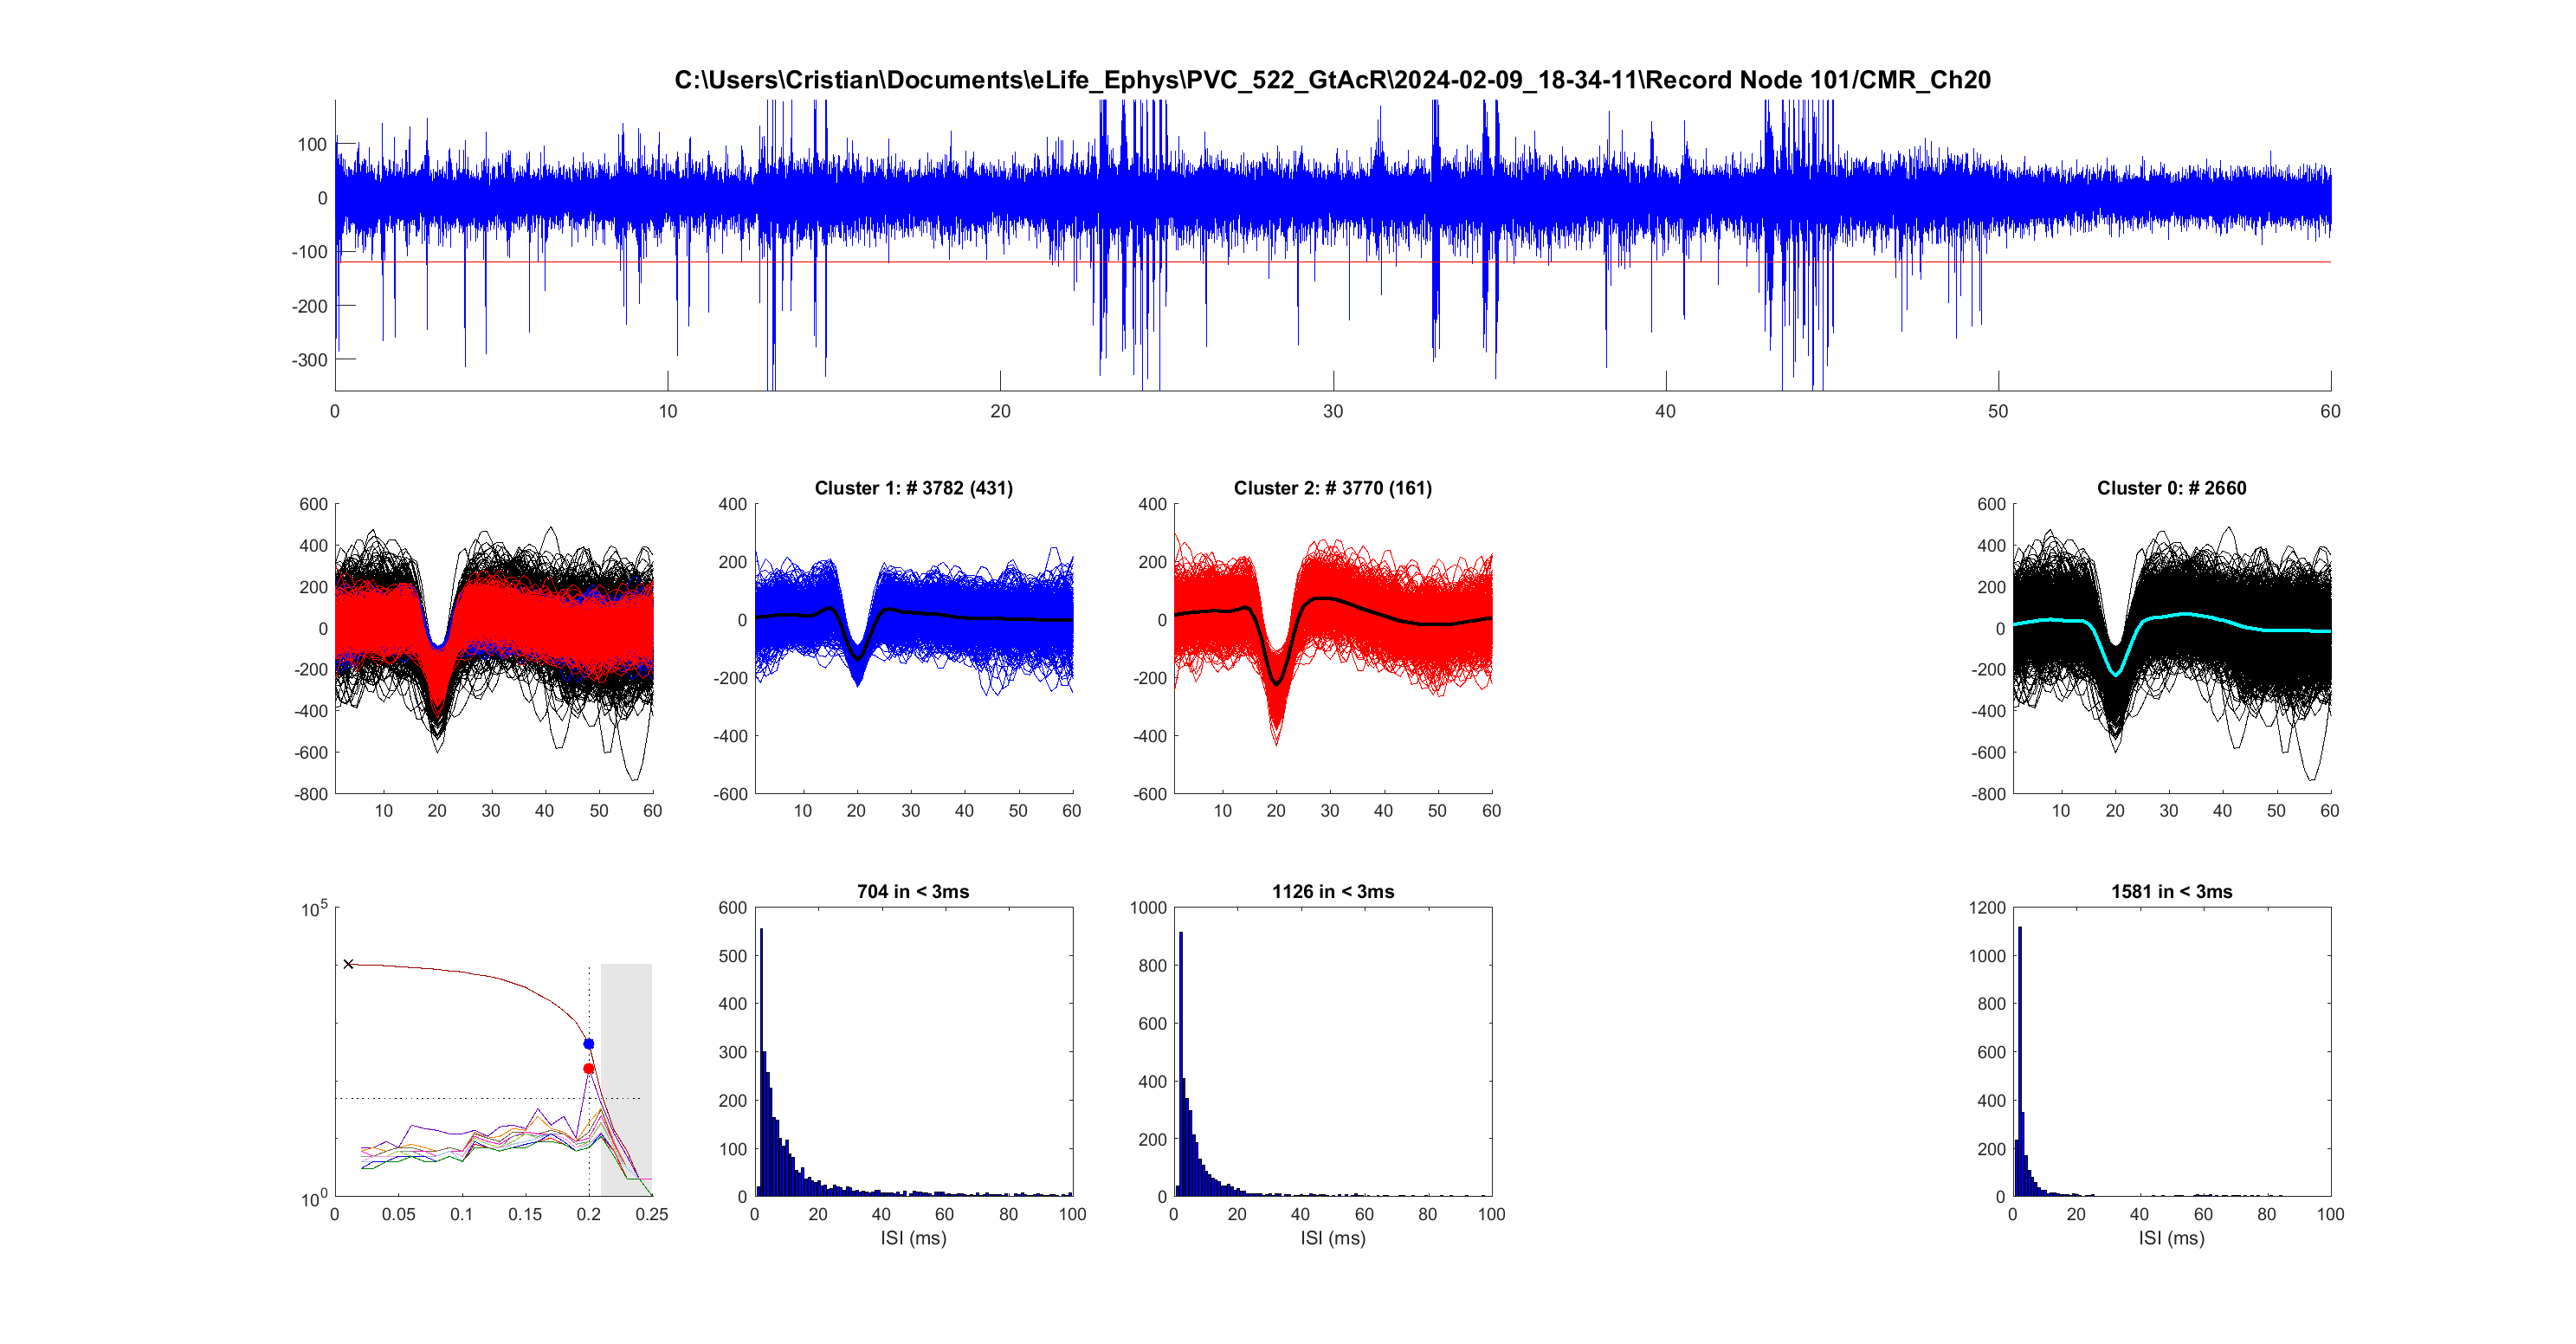 C:\Users\Cristian\Documents\eLife_Ephys\PVC_522_GtAcR\2024-02-09_18-34-11\Record Node 101/CMR_Ch20
100
0
-100
-200
-300
0 10 20 30 40 50 60
Cluster 1: # 3782 (431)
Cluster 2: # 3770 (161)
Cluster 0: # 2660
600
400
200
0
-200
-400
-600
-800
10 20 30 40 50 60
400
200
0
-200
-400
-600
10 20 30 40 50 60
400
200
0
-200
-400
-600
10 20 30 40 50 60
600
400
200
0
-200
-400
-600
-800
10 20 30 40 50 60
10^5
10^0
0 0.05 0.1 0.15 0.2 0.25
704 in < 3ms
600
500
400
300
200
100
0
0 20 40 60 80 100
ISI (ms)
1126 in < 3ms
1000
800
600
400
200
0
0 20 40 60 80 100
ISI (ms)
1581 in < 3ms
1200
1000
800
600
400
200
0
0 20 40 60 80 100
ISI (ms)